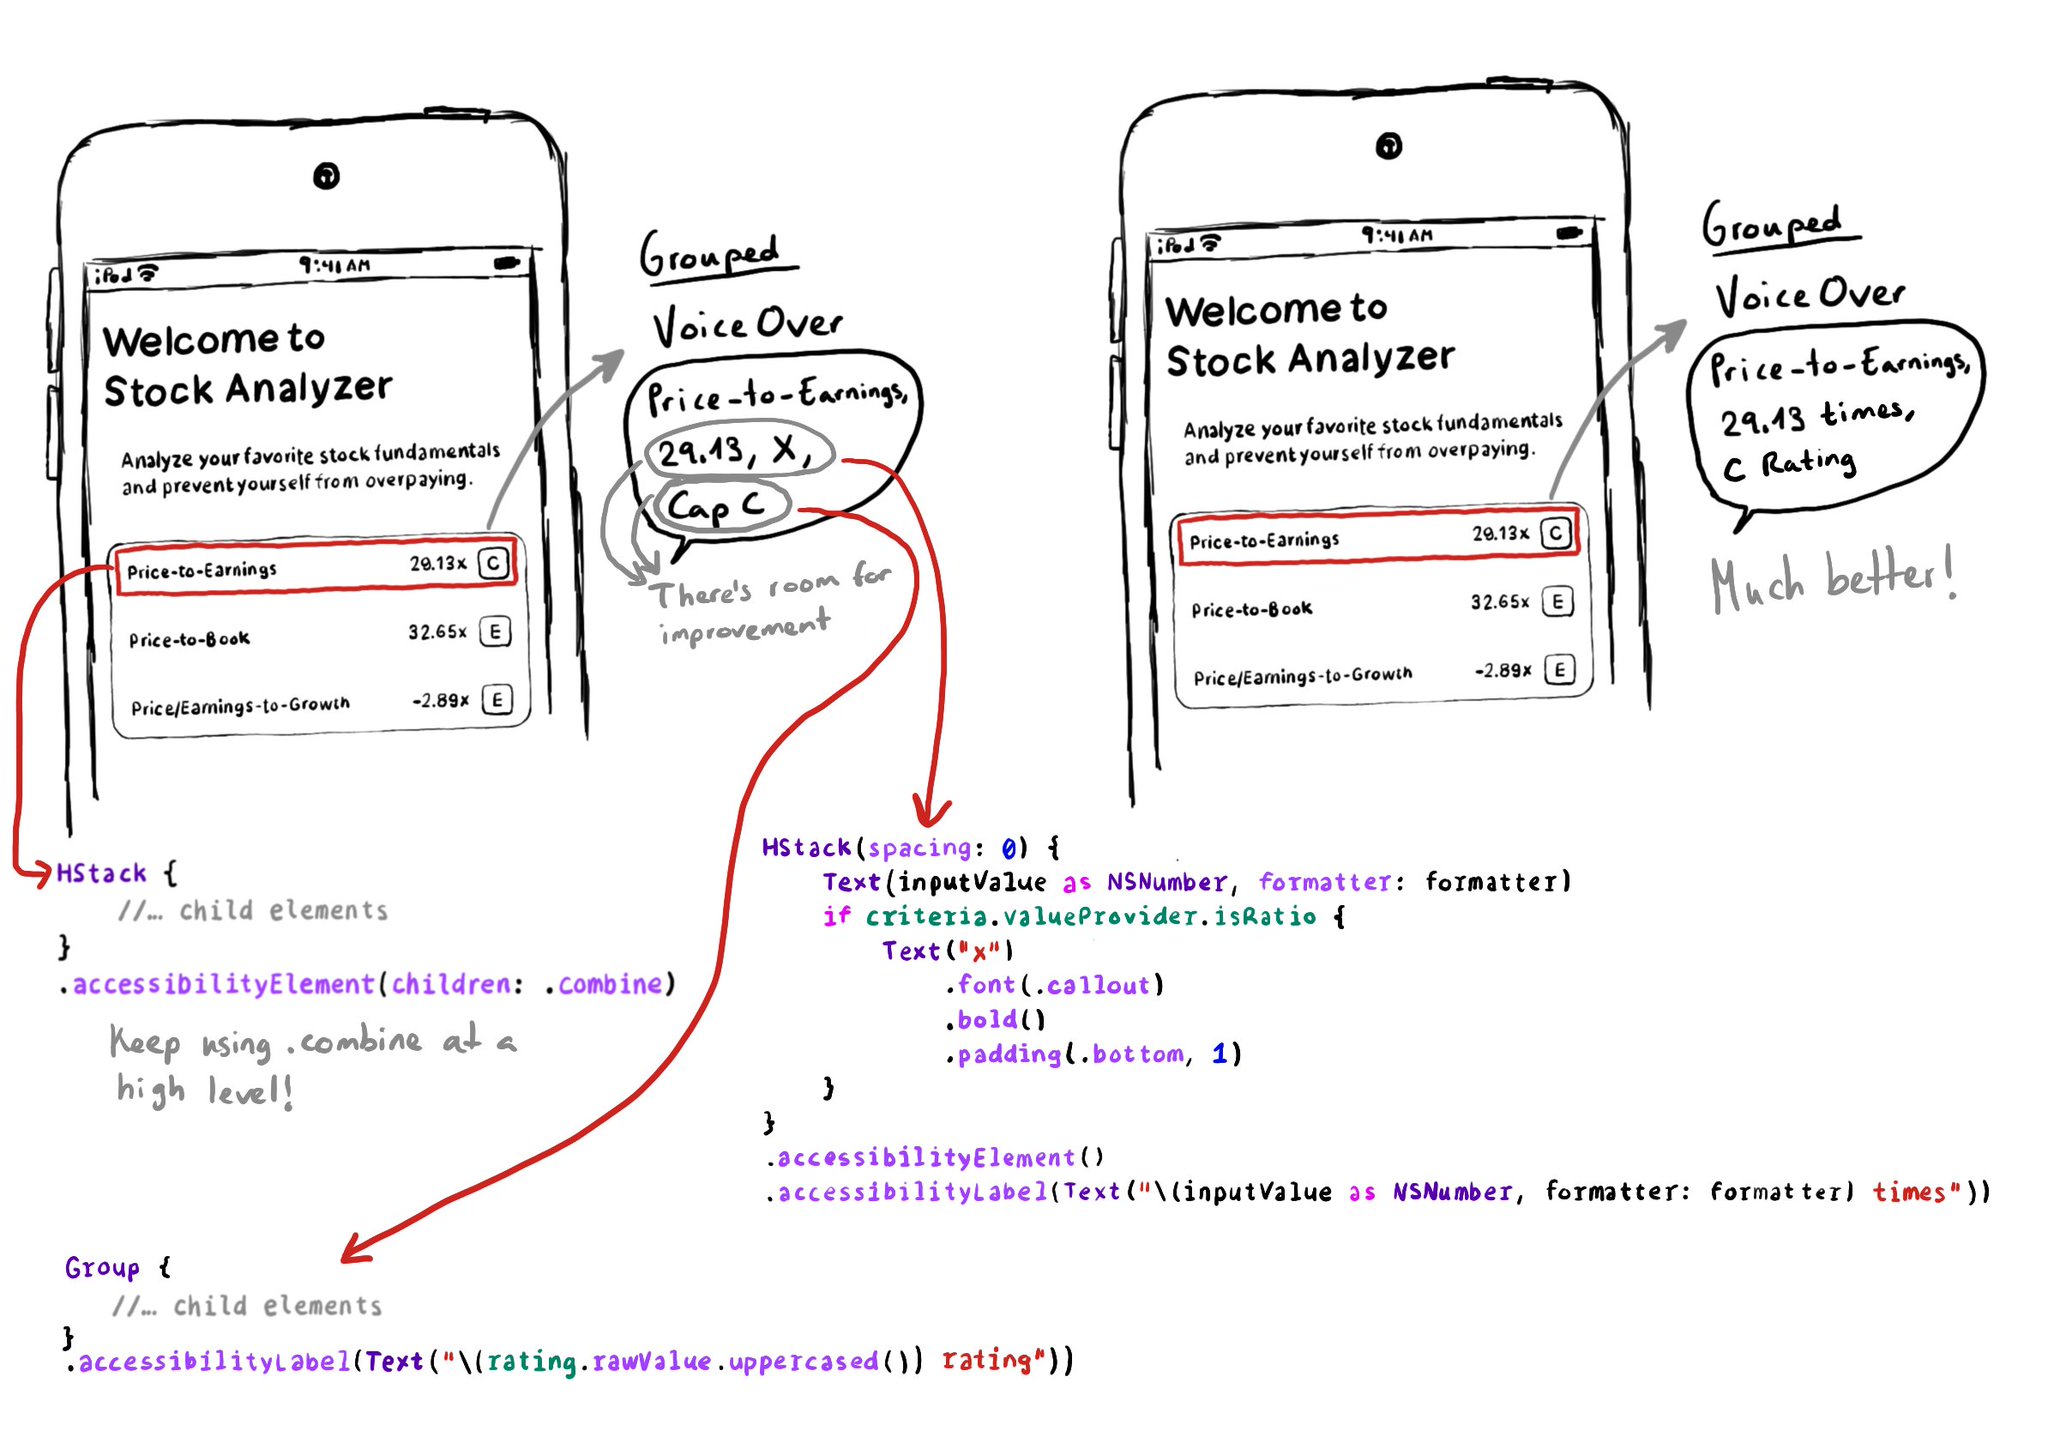 iPod
9:41 AM
Welcome to
Stock Analyzer
Analyze your favorite stock fundamentals
and prevent yourself from overpaying.
Price-to-Earnings 29.13x C
Price-to-Book 32.65x E
Price/Earnings-to-Growth -2.89x E
Grouped
VoiceOver
Price-to-Earnings,
29.13, X,
Cap C
There's room for
improvement
iPod
9:41 AM
Welcome to
Stock Analyzer
Analyze your favorite stock fundamentals
and prevent yourself from overpaying.
Price-to-Earnings 29.13x C
Price-to-Book 32.65x E
Price/Earnings-to-Growth -2.89x E
Grouped
VoiceOver
Price-to-Earnings,
29.13 times,
C Rating
Much better!
HStack {
//… child elements
}
.accessibilityElement(children: .combine)
Keep using .combine at a
high level!
HStack(spacing: 0) {
Text(inputValue as NSNumber, formatter: formatter)
if criteria.valueProvider.isRatio {
Text("x")
.font(.callout)
.bold()
.padding(.bottom, 1)
}
}
.accessibilityElement()
.accessibilityLabel(Text("\(inputValue as NSNumber, formatter: formatter) times"))
Group {
//… child elements
}
.accessibilityLabel(Text("\(rating.rawValue.uppercased()) rating"))